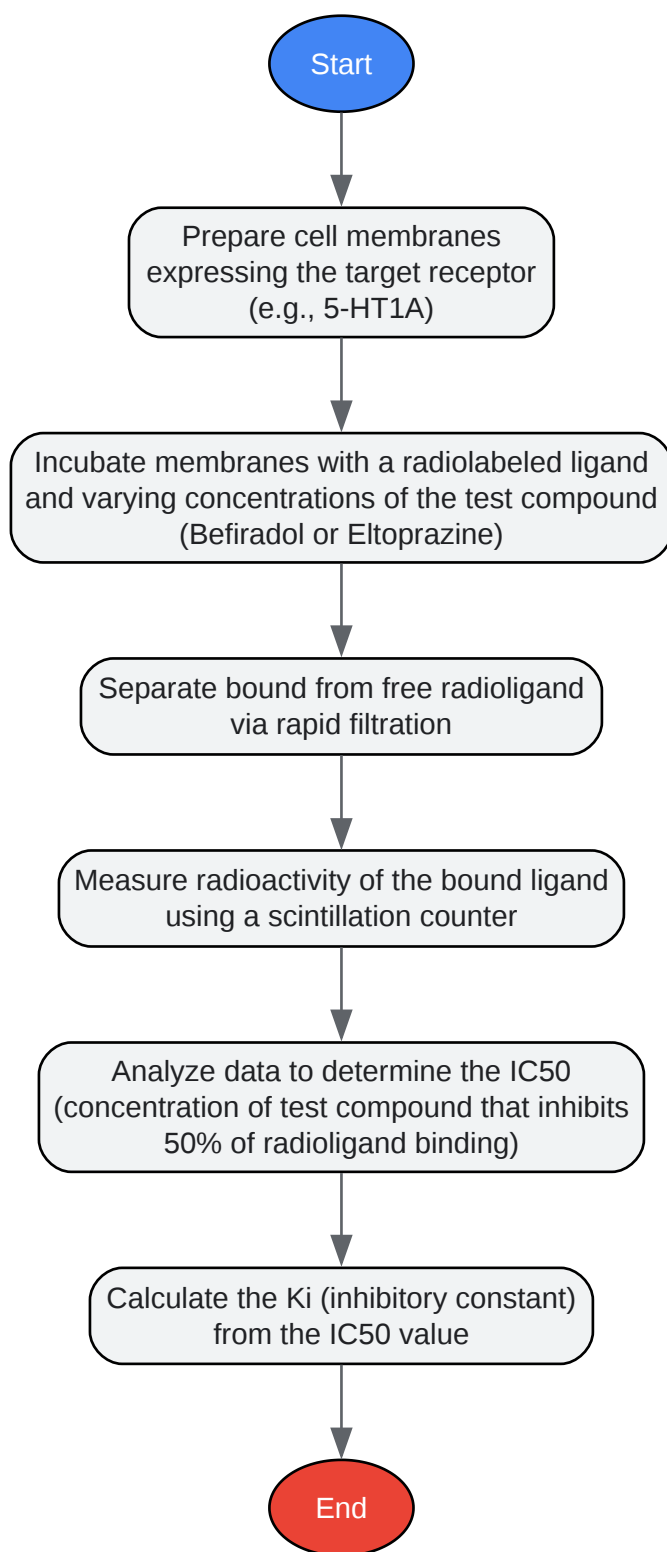 Start
Prepare cell membranes
expressing the target receptor
(e.g., 5-HT1A)
Incubate membranes with a radiolabeled ligand
and varying concentrations of the test compound
(Befiradol or Eltoprazine)
Separate bound from free radioligand
via rapid filtration
Measure radioactivity of the bound ligand
using a scintillation counter
Analyze data to determine the IC50
(concentration of test compound that inhibits
50% of radioligand binding)
Calculate the Ki (inhibitory constant)
from the IC50 value
End